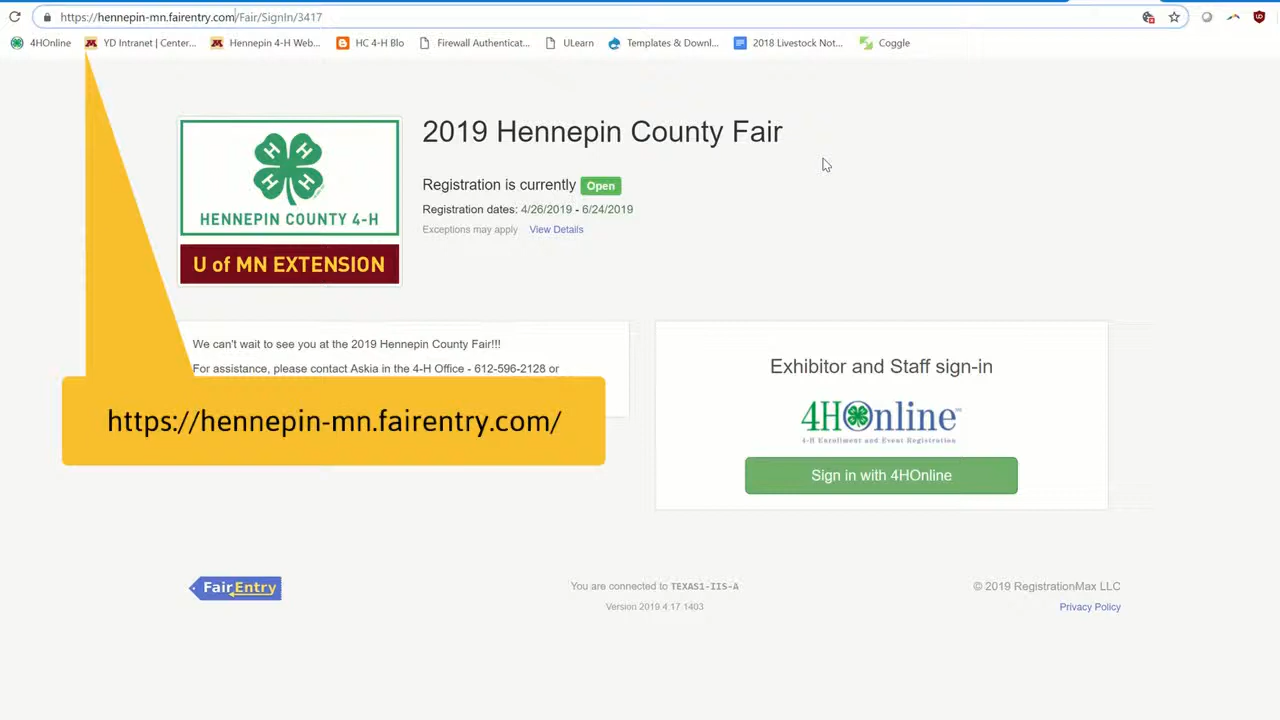 https://hennepin-mn.fairentry.com/Fair/SignIn/3417
4HOnline
YD Intranet | Center...
Hennepin 4-H Web...
HC 4-H Blo
Firewall Authenticat...
ULearn
Templates & Downl...
2018 Livestock Not...
Coggle
H H H H
HENNEPIN COUNTY 4-H
U of MN EXTENSION
2019 Hennepin County Fair
Registration is currently Open
Registration dates: 4/26/2019 - 6/24/2019
Exceptions may apply View Details
We can't wait to see you at the 2019 Hennepin County Fair!!!
For assistance, please contact Askia in the 4-H Office - 612-596-2128 or
https://hennepin-mn.fairentry.com/
Exhibitor and Staff sign-in
4HOnline™
4-H Enrollment and Event Registration
Sign in with 4HOnline
FairEntry
You are connected to TEXAS1-IIS-A
Version 2019.4.17.1403
© 2019 RegistrationMax LLC
Privacy Policy